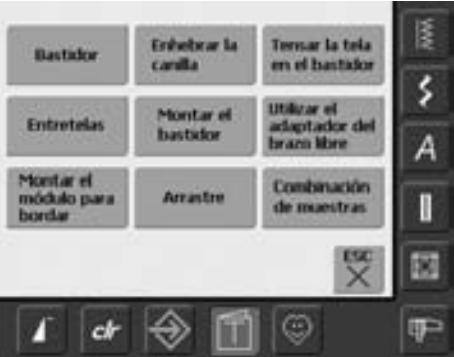 Bastidor
Enhebrar la
canilla
Tensar la tela
en el bastidor
Entretelas
Montar el
bastidor
Utilizar el
adaptador del
brazo libre
Montar el
módulo para
bordar
Arrastre
Combinación
de muestras
ESC
A
clr